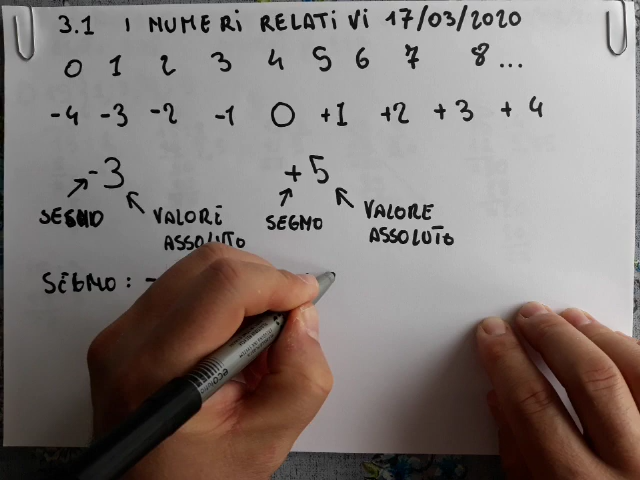 3.1 I NUMERI RELATIVI 17/03/2020
0 1 2 3 4 5 6 7 8...
-4 -3 -2 -1 0 +1 +2 +3 +4
-3 +5
SEGNO VALORE ASSOLUTO SEGNO VALORE ASSOLUTO
SEGNO: -
eco